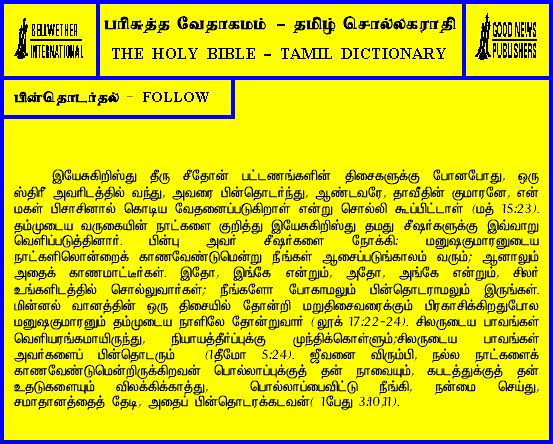 BELLWETHER
INTERNATIONAL
பரிசுத்த வேதாகமம் - தமிழ் சொல்லகராதி
THE HOLY BIBLE - TAMIL DICTIONARY
GOOD NEWS
PUBLISHERS
பின்தொடர்தல் - FOLLOW
இயேசுகிறிஸ்து தீரு சீதோன் பட்டணங்களின் திசைகளுக்கு போனபோது, ஒரு
ஸ்திரீ அவரிடத்தில் வந்து, அவரை பின்தொடர்ந்து, ஆண்டவரே, தாவீதின் குமாரனே, என்
மகள் பிசாசினால் கொடிய வேதனைப்படுகிறாள் என்று சொல்லி கூப்பிட்டாள் (மத் 15:23).
தம்முடைய வருகையின் நாட்களை குறித்து இயேசுகிறிஸ்து தமது சீஷர்களுக்கு இவ்வாறு
வெளிப்படுத்தினார். பின்பு அவர் சீஷர்களை நோக்கி: மனுஷகுமாரனுடைய
நாட்களிலொன்றைக் காணவேண்டுமென்று நீங்கள் ஆசைப்படுங்காலம் வரும்; ஆனாலும்
அதைக் காணமாட்டீர்கள். இதோ, இங்கே என்றும், அதோ, அங்கே என்றும், சிலர்
உங்களிடத்தில் சொல்லுவார்கள்; நீங்களோ போகாமலும் பின்தொடராமலும் இருங்கள்.
மின்னல் வானத்தின் ஒரு திசையில் தோன்றி மறுதிசைவரைக்கும் பிரகாசிக்கிறதுபோல
மனுஷகுமாரனும் தம்முடைய நாளிலே தோன்றுவார் (லூக் 17:22-24). சிலருடைய பாவங்கள்
வெளியரங்கமாயிருந்து, நியாயத்தீர்ப்புக்கு முந்திக்கொள்ளும்;சிலருடைய பாவங்கள்
அவர்களைப் பின்தொடரும் (1தீமோ 5:24). ஜீவனை விரும்பி, நல்ல நாட்களைக்
காணவேண்டுமென்றிருக்கிறவன் பொல்லாப்புக்குத் தன் நாவையும், கபடத்துக்குத் தன்
உதடுகளையும் விலக்கிக்காத்து, பொல்லாப்பைவிட்டு நீங்கி, நன்மை செய்து,
சமாதானத்தைத் தேடி, அதைப் பின்தொடரக்கடவன்( 1பேது 3:10,11).